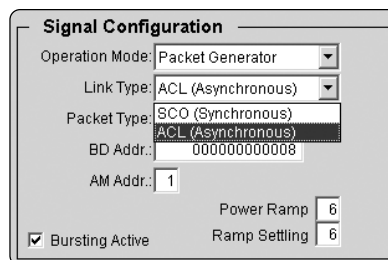 Signal Configuration
Operation Mode: Packet Generator
Link Type: ACL (Asynchronous)
SCO (Synchronous)
Packet Type:
ACL (Asynchronous)
BD Addr.: 000000000008
AM Addr.: 1
Power Ramp 6
Bursting Active Ramp Settling 6